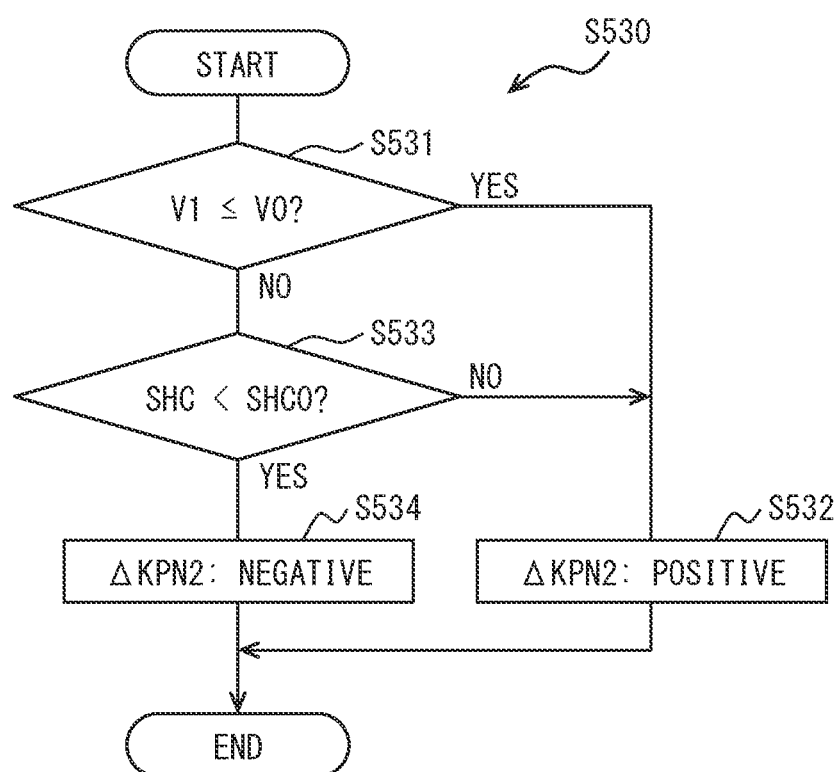 S530
START
S531
V1 ≤ V0?
YES
NO
S533
SHC < SHC0?
NO
YES
S534
S532
ΔKPN2: NEGATIVE
ΔKPN2: POSITIVE
END